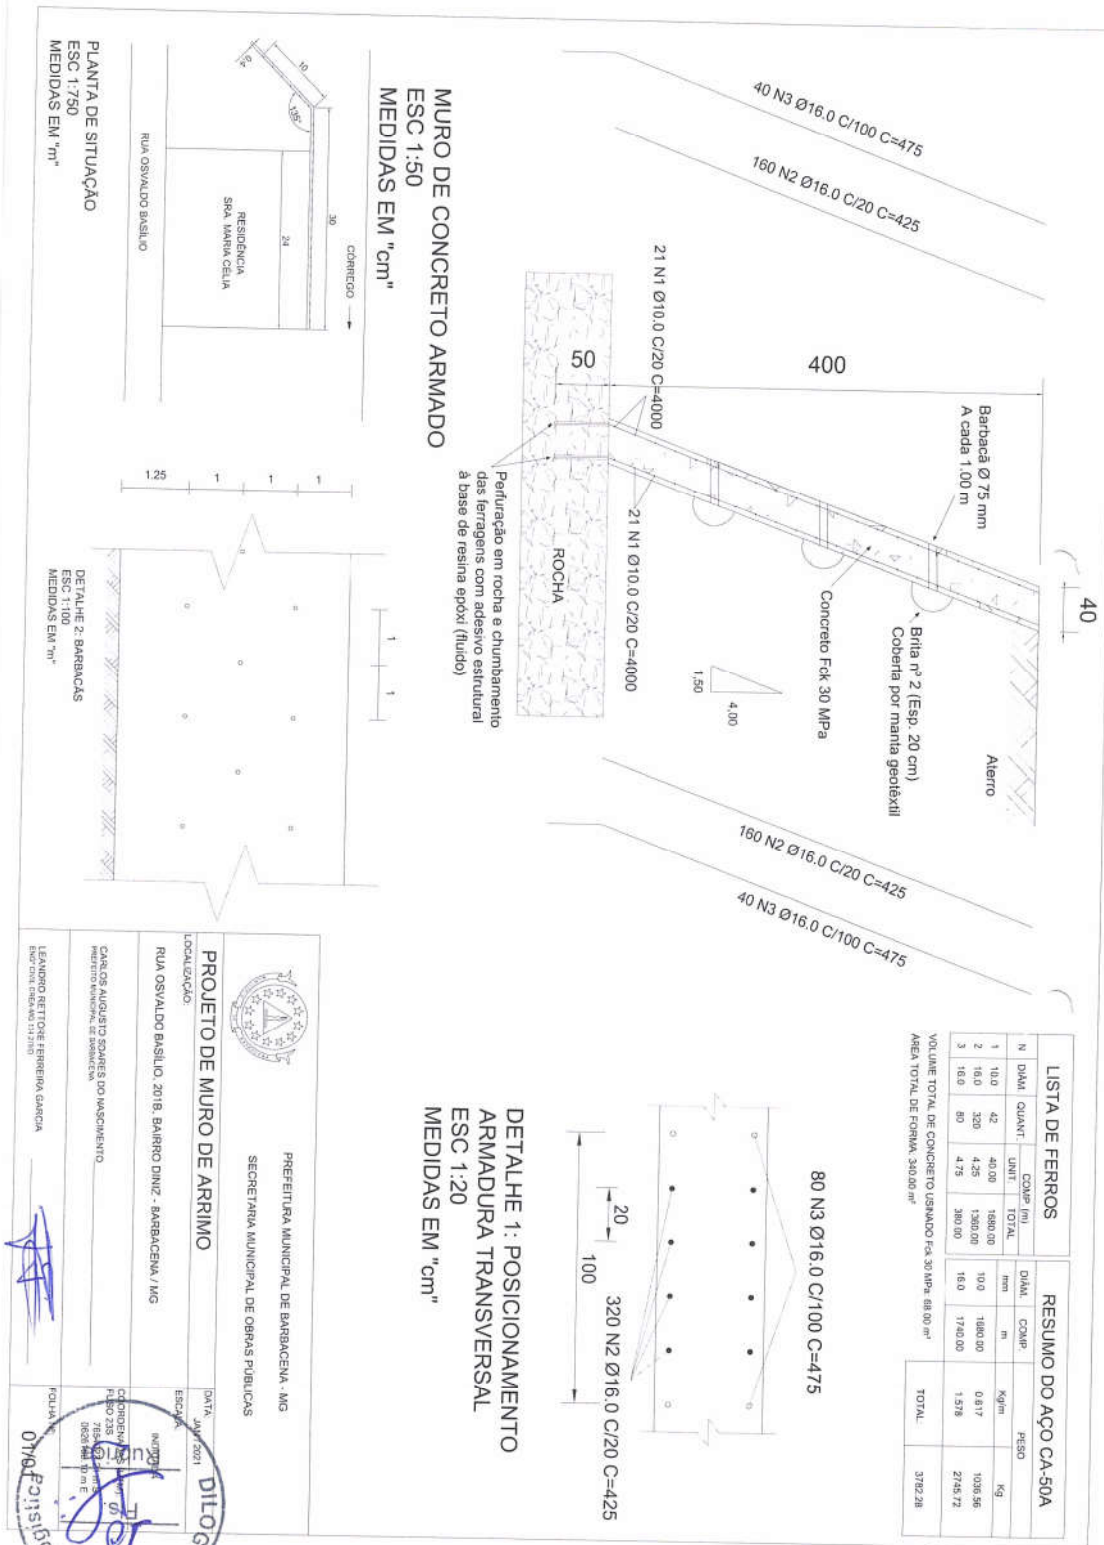 40 N3 Ø16.0 C/100 C=475
160 N2 Ø16.0 C/20 C=425
21 N1 Ø10.0 C/20 C=4000
50
400
Barbacã Ø 75 mm
A cada 1.00 m
40
Brita nº 2 (Esp. 20 cm)
Coberta por manta geotêxtil
Aterro
Concreto Fck 30 MPa
4,00
1,50
21 N1 Ø10.0 C/20 C=4000
ROCHA
Perfuração em rocha e chumbamento
das ferragens com adesivo estrutural
à base de resina epóxi (fluido)
160 N2 Ø16.0 C/20 C=425
40 N3 Ø16.0 C/100 C=475
MURO DE CONCRETO ARMADO
ESC 1:50
MEDIDAS EM "cm"
CÓRREGO
10
135°
30
24
RESIDÊNCIA
SRA. MARIA CÉLIA
RUA OSVALDO BASÍLIO
PLANTA DE SITUAÇÃO
ESC 1:750
MEDIDAS EM "m"
1
1
1
1
1
1.25
DETALHE 2: BARBACÃS
ESC 1:100
MEDIDAS EM "m"
LISTA DE FERROS
N DIÂM. QUANT. COMP (m)
UNIT. TOTAL
1 10.0 42 40.00 1680.00
2 16.0 320 4.25 1360.00
3 16.0 80 4.75 380.00
RESUMO DO AÇO CA-50A
DIÂM. COMP. PESO
mm m Kg/m Kg
10.0 1680.00 0.617 1036.56
16.0 1740.00 1.578 2745.72
TOTAL 3782.28
VOLUME TOTAL DE CONCRETO USINADO Fck 30 MPa: 68.00 m³
ÁREA TOTAL DE FORMA: 340.00 m²
80 N3 Ø16.0 C/100 C=475
320 N2 Ø16.0 C/20 C=425
20
100
DETALHE 1: POSICIONAMENTO
ARMADURA TRANSVERSAL
ESC 1:20
MEDIDAS EM "cm"
PREFEITURA MUNICIPAL DE BARBACENA - MG
SECRETARIA MUNICIPAL DE OBRAS PÚBLICAS
PROJETO DE MURO DE ARRIMO
LOCALIZAÇÃO:
RUA OSVALDO BASÍLIO, 201B, BAIRRO DINIZ - BARBACENA / MG
CARLOS AUGUSTO SOARES DO NASCIMENTO
PREFEITO MUNICIPAL DE BARBACENA
LEANDRO RETTORE FERREIRA GARCIA
DATA: JAN / 2021
ESCALA:
FUSO 23S
FOLHA Nº:
01/01